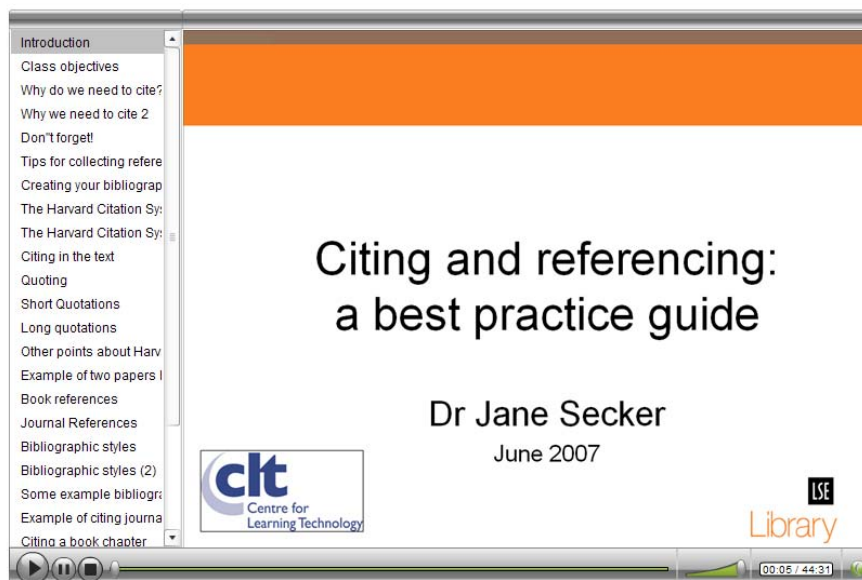 Introduction
Class objectives
Why do we need to cite?
Why we need to cite 2
Don"t forget!
Tips for collecting refere
Creating your bibliograp
The Harvard Citation Sy
The Harvard Citation Sy
Citing in the text
Quoting
Short Quotations
Long quotations
Other points about Harv
Example of two papers
Book references
Journal References
Bibliographic styles
Bibliographic styles (2)
Some example bibliogra
Example of citing journa
Citing a book chapter
Citing and referencing:
a best practice guide
Dr Jane Secker
June 2007
clt
Centre for
Learning Technology
LSE
Library
00:05 / 44:31